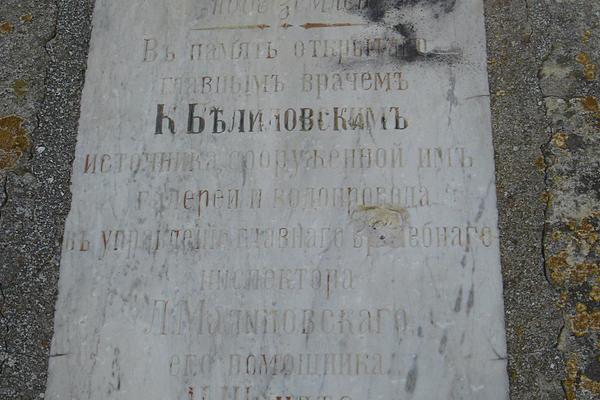 Въ память открытаго
главнымъ врачемъ
К Бѣлиловскимъ
источника, сооруженной имъ
галереи и водопровода
въ управленіе главнаго врачебнаго
инспектора
Л. Малиновскаго
его помощника